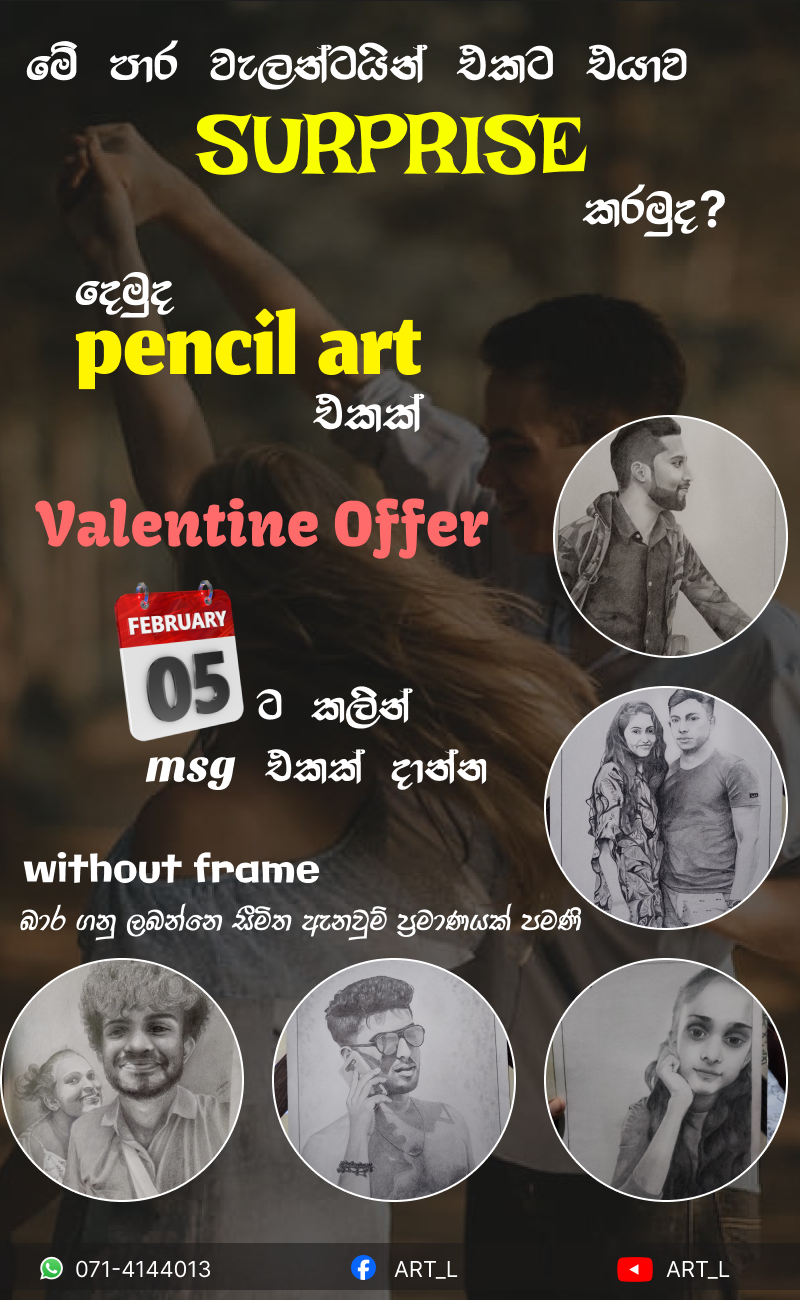 මේ පාර වැලන්ටයින් එකට එයාව
SURPRISE
කරමුද?
දෙමුද
pencil art
එකක්
Valentine Offer
FEBRUARY
05 ට කලින්
msg එකක් දාන්න
without frame
බාර ගනු ලබන්නෙ සීමිත ඇනවුම් ප්‍රමාණයක් පමණි
071-4144013
ART_L
ART_L